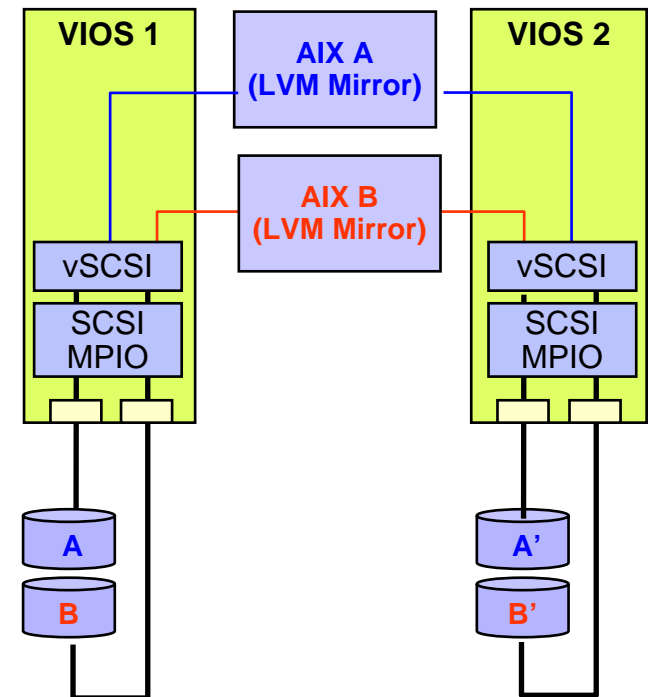 VIOS 1
AIX A
(LVM Mirror)
VIOS 2
AIX B
(LVM Mirror)
vSCSI
SCSI
MPIO
vSCSI
SCSI
MPIO
A
B
A’
B’